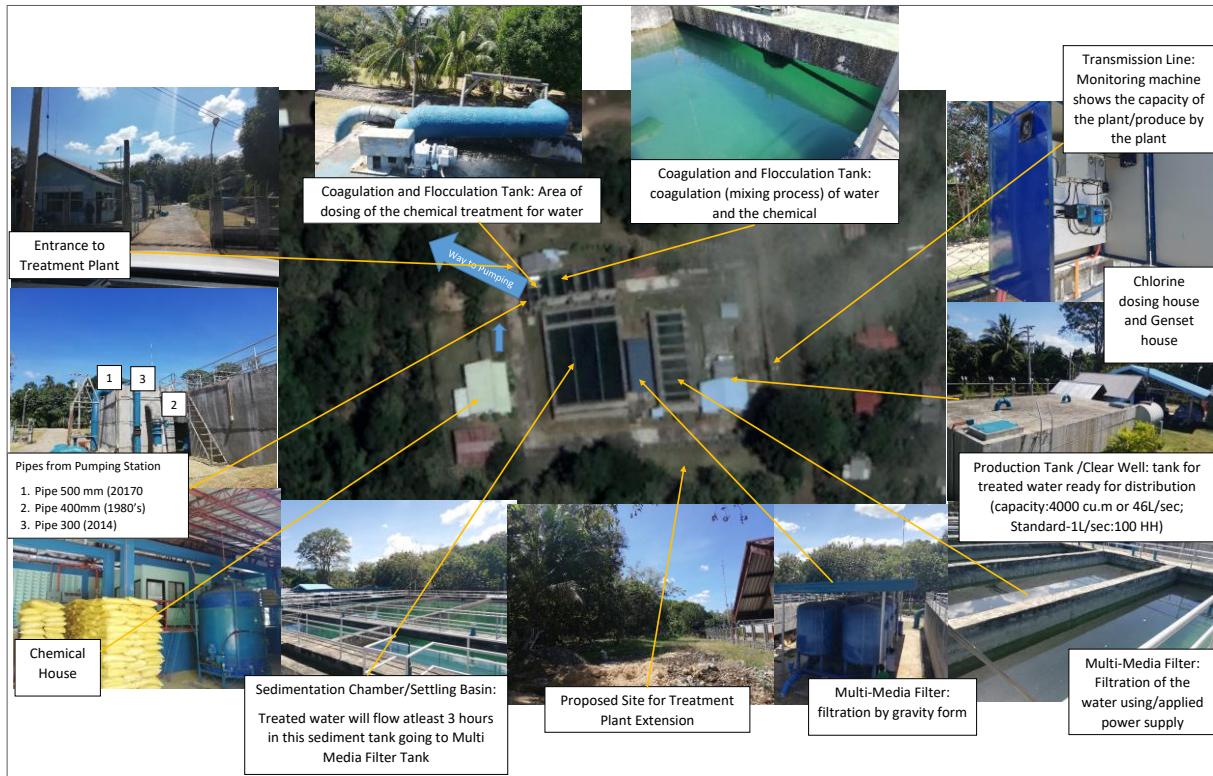 Transmission Line:
Monitoring machine
shows the capacity of
the plant/produce by
the plant
Coagulation and Flocculation Tank: Area of
dosing of the chemical treatment for water
Coagulation and Flocculation Tank:
coagulation (mixing process) of water
and the chemical
Entrance to
Treatment Plant
Way to Pumping
Chlorine
dosing house
and Genset
house
1
3
2
Pipes from Pumping Station
1. Pipe 500 mm (20170
2. Pipe 400mm (1980’s)
3. Pipe 300 (2014)
Production Tank /Clear Well: tank for
treated water ready for distribution
(capacity:4000 cu.m or 46L/sec;
Standard-1L/sec:100 HH)
Chemical
House
Sedimentation Chamber/Settling Basin:
Treated water will flow atleast 3 hours
in this sediment tank going to Multi
Media Filter Tank
Proposed Site for Treatment
Plant Extension
Multi-Media Filter:
filtration by gravity form
Multi-Media Filter:
Filtration of the
water using/applied
power supply